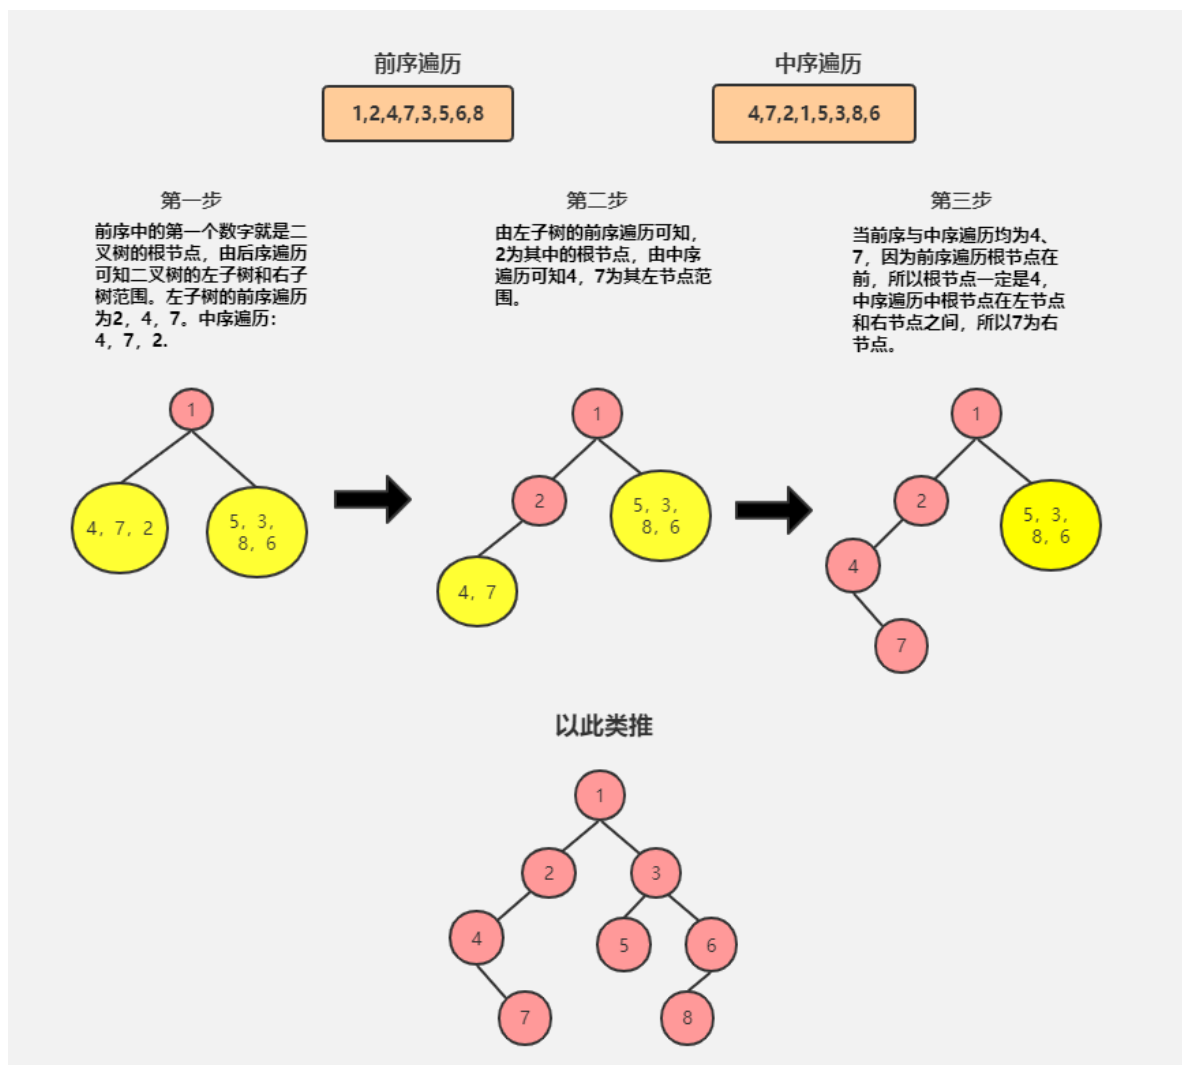 前序遍历
中序遍历
1,2,4,7,3,5,6,8
4,7,2,1,5,3,8,6
第一步
前序中的第一个数字就是二
叉树的根节点，由后序遍历
可知二叉树的左子树和右子
树范围。左子树的前序遍历
为2，4，7。中序遍历：
4，7，2.
第二步
由左子树的前序遍历可知，
2为其中的根节点，由中序
遍历可知4，7为其左节点范
围。
第三步
当前序与中序遍历均为4、
7，因为前序遍历根节点在
前，所以根节点一定是4，
中序遍历中根节点在左节点
和右节点之间，所以7为右
节点。
1
4，7，2
5，3，
8，6
1
2
5，3，
8，6
4，7
1
2
5，3，
8，6
4
7
以此类推
1
2
3
4
5
6
7
8